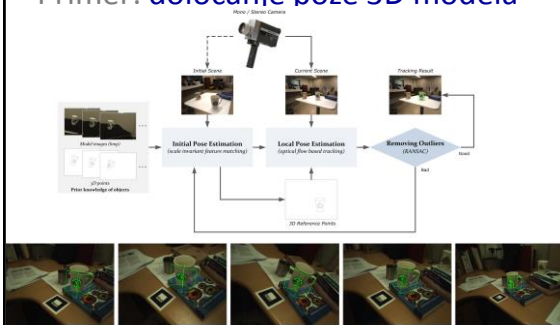 Primer: določanje poze 3D modela
Mono / Stereo Camera
Initial Scene
Current Scene
Tracking Result
Model images (bmp)
3D points
Prior knowledge of objects
Initial Pose Estimation
(scale invariant feature matching)
Local Pose Estimation
(optical flow based tracking)
Removing Outliers
(RANSAC)
Good
Bad
3D Reference Points